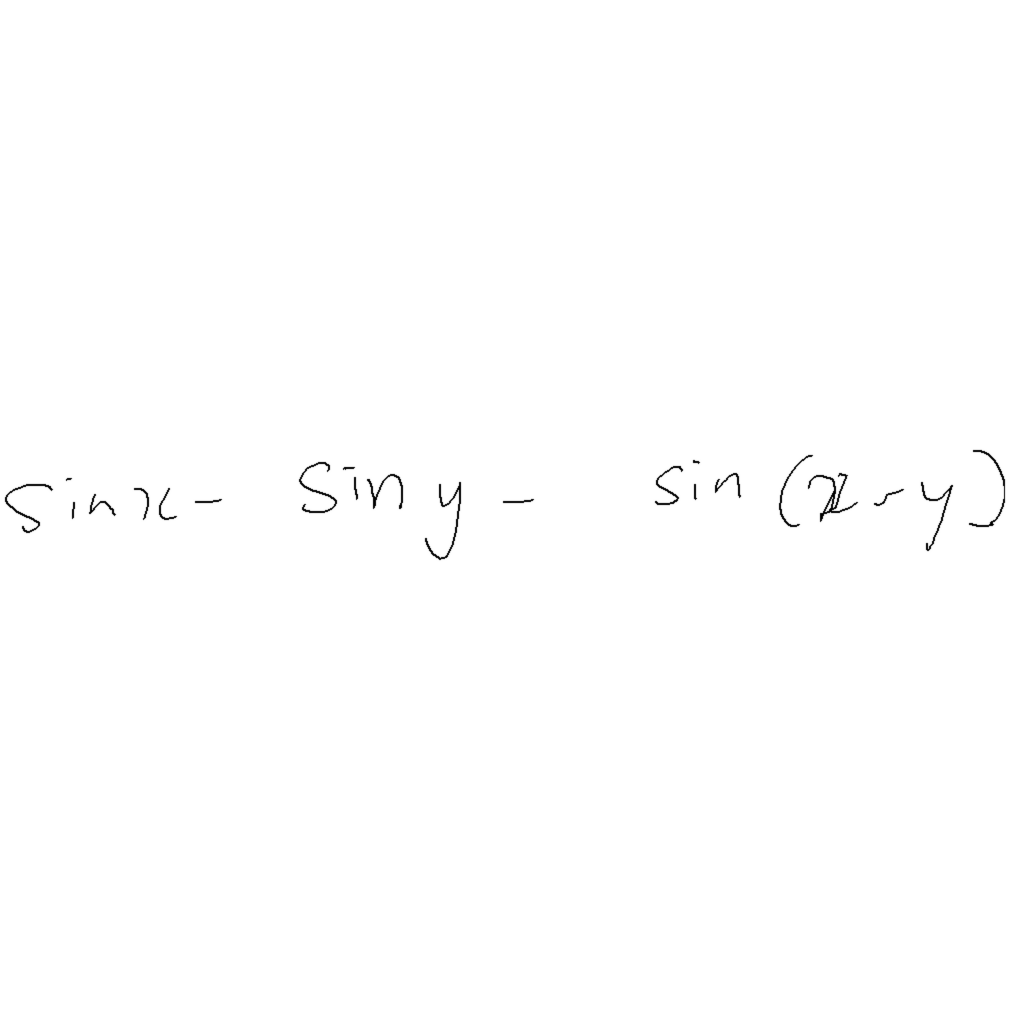 sinx - sin y - sin (x - y)